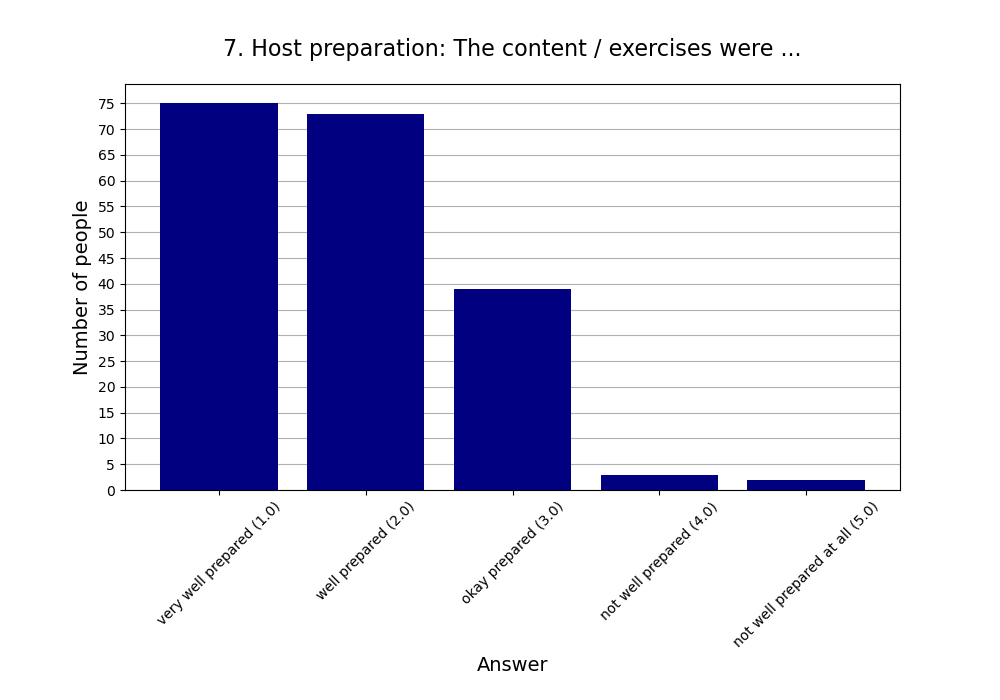 7. Host preparation: The content / exercises were ...
Number of people
75
70
65
60
55
50
45
40
35
30
25
20
15
10
5
0
very well prepared (1.0)
well prepared (2.0)
okay prepared (3.0)
not well prepared (4.0)
not well prepared at all (5.0)
Answer